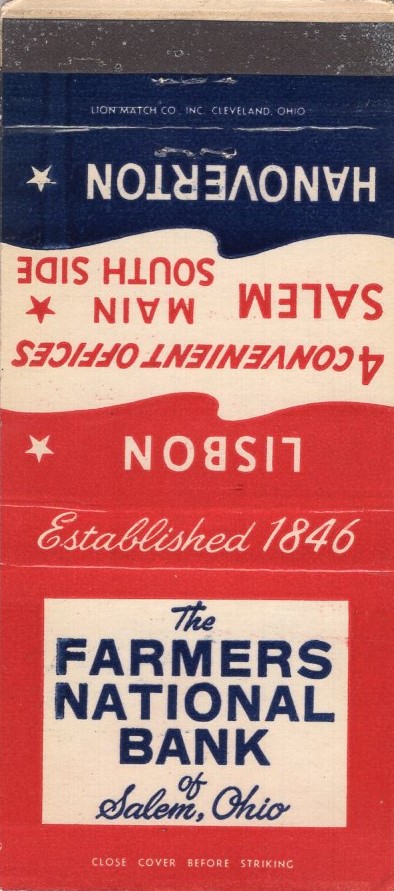 LION MATCH CO. INC. CLEVELAND, OHIO
LISBON
4 CONVENIENT OFFICES
SALEM MAIN
SOUTH SIDE
HANOVERTON
Established 1846
The
FARMERS
NATIONAL
BANK
of
Salem, Ohio
CLOSE COVER BEFORE STRIKING